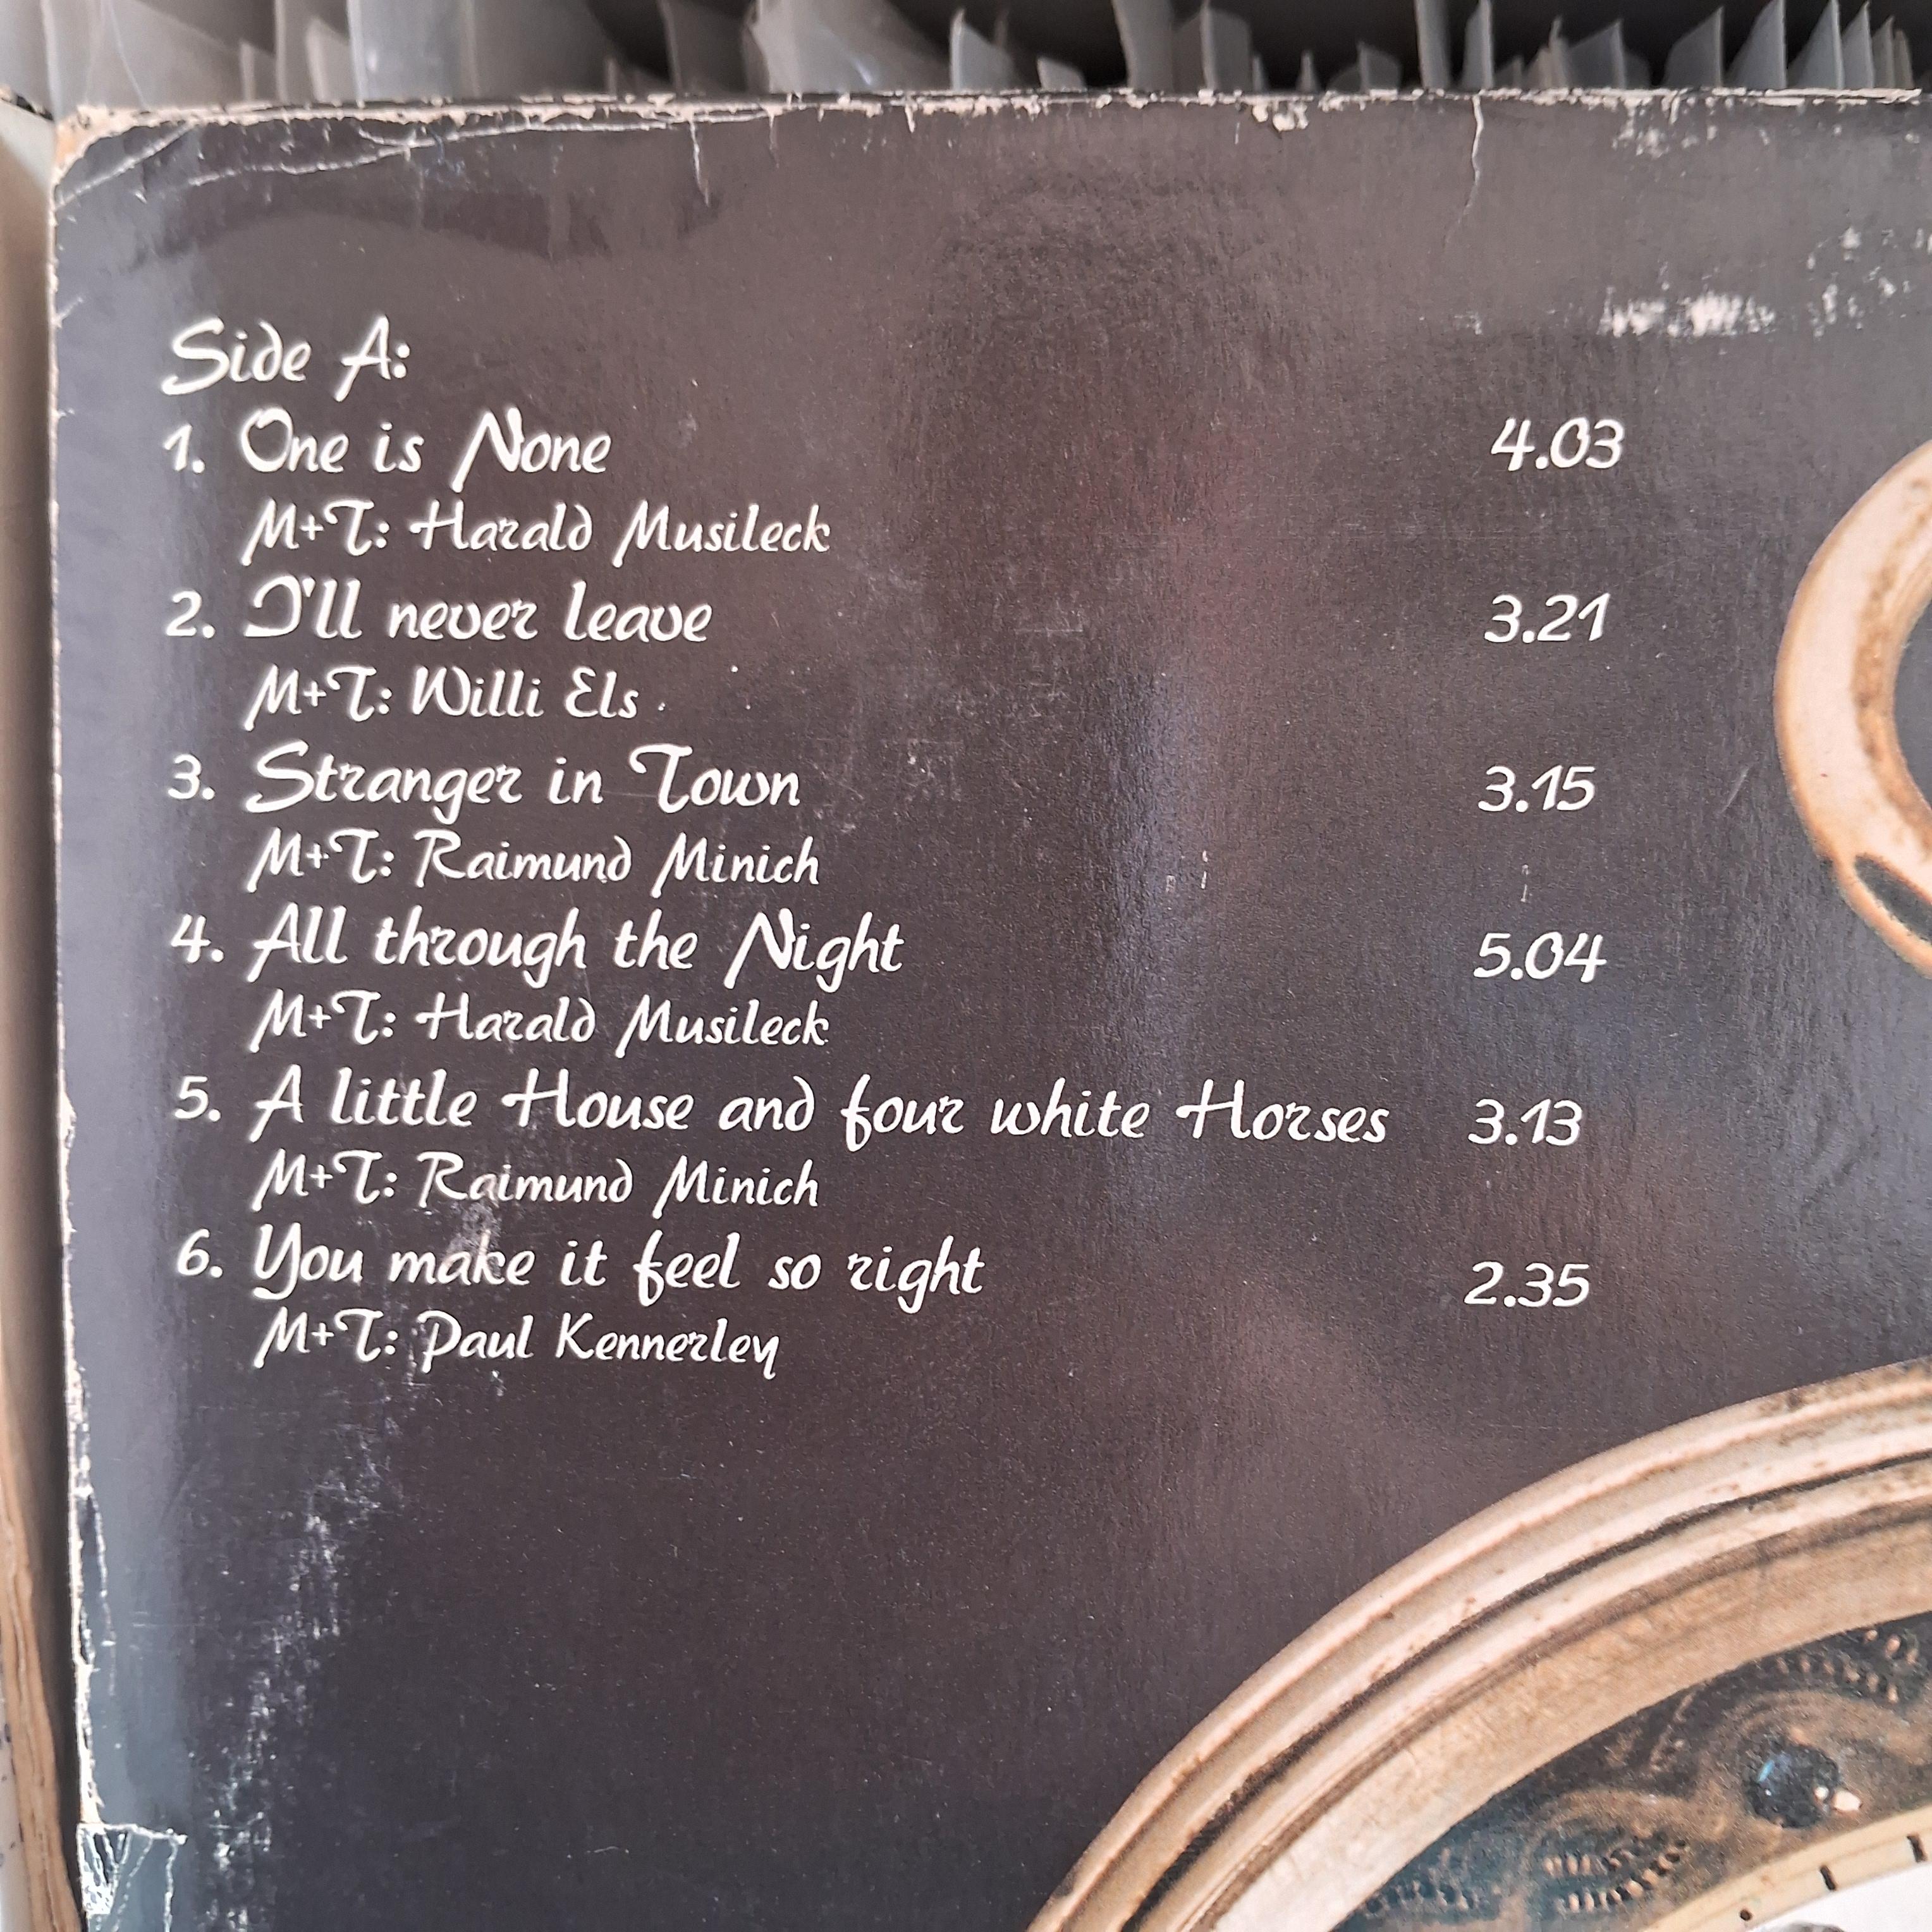 Side A:
1. One is None 4.03
M+T: Harald Musileck
2. I'll never leave 3.21
M+T: Willi Els
3. Stranger in Town 3.15
M+T: Raimund Minich
4. All through the Night 5.04
M+T: Harald Musileck
5. A little House and four white Horses 3.13
M+T: Raimund Minich
6. You make it feel so right 2.35
M+T: Paul Kennerley